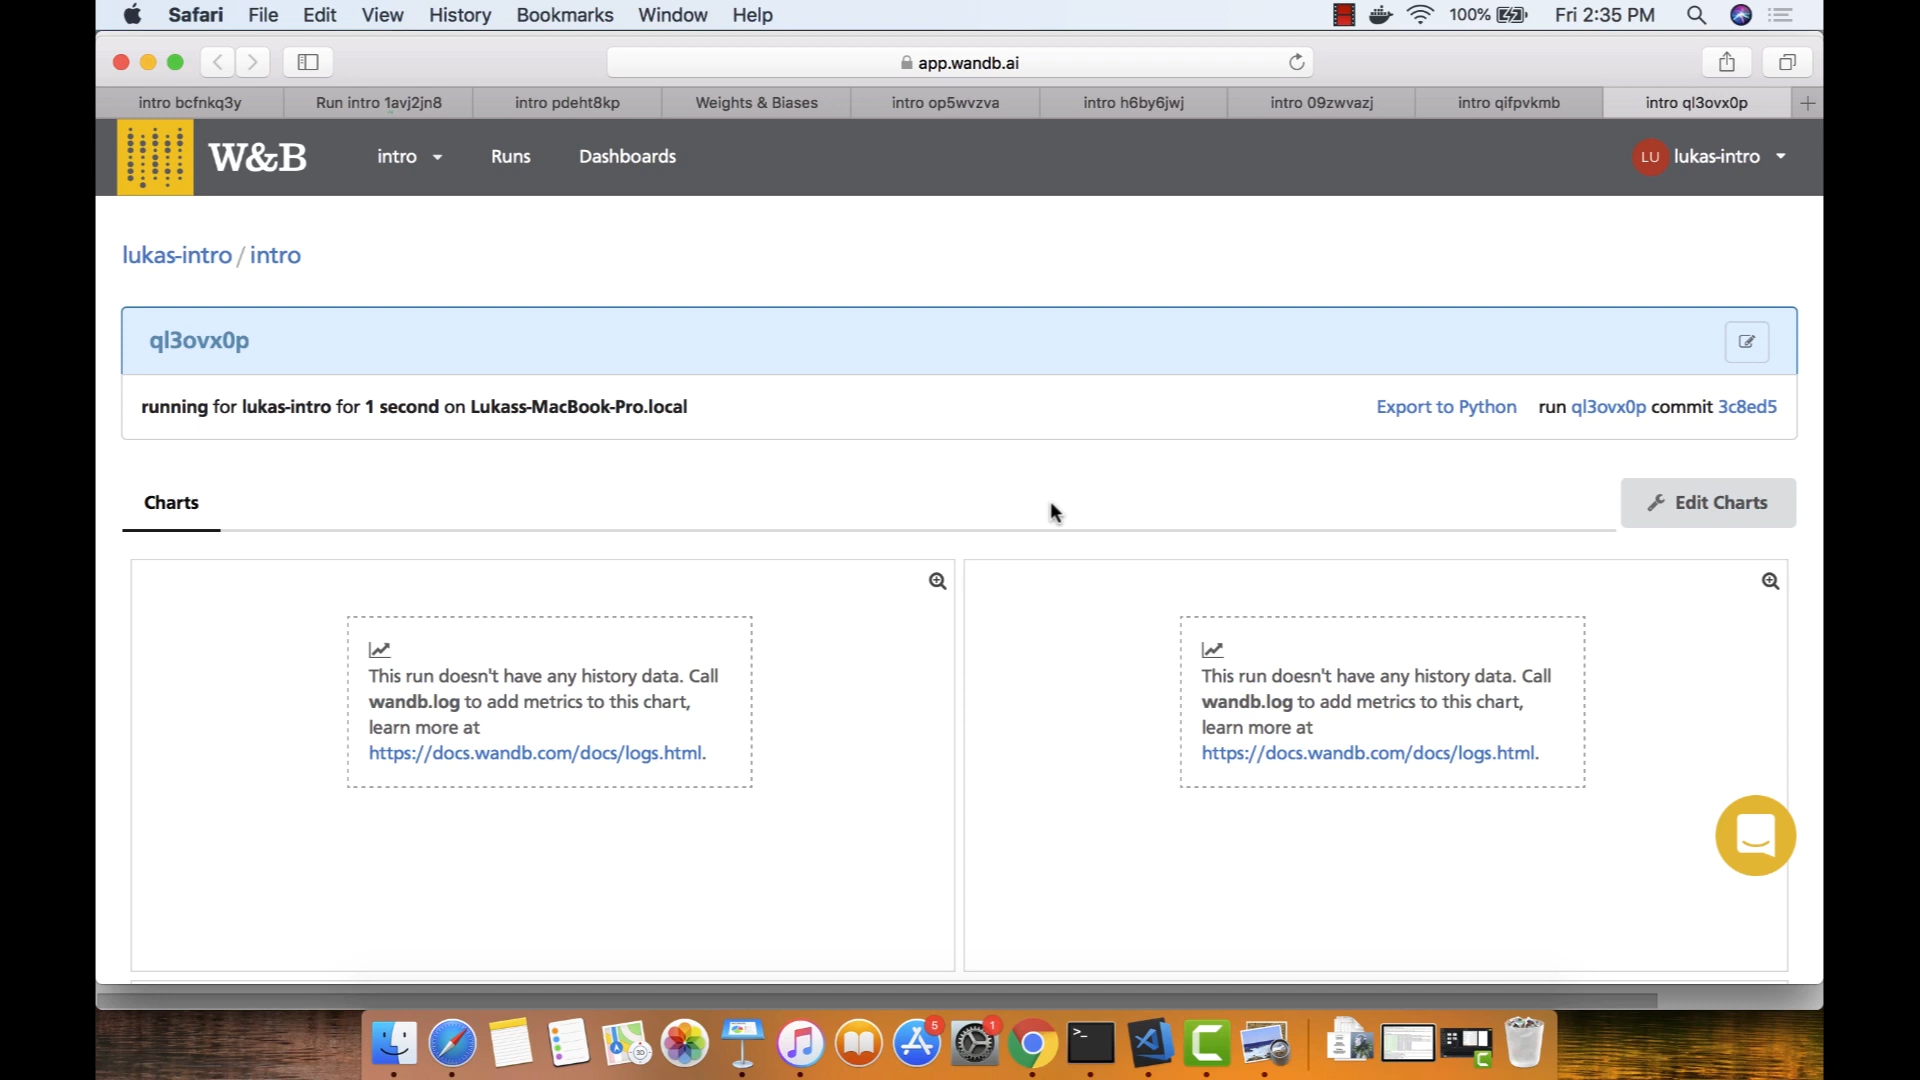 Safari File Edit View History Bookmarks Window Help 100% Fri 2:35 PM
app.wandb.ai
intro bcfnkq3y Run intro 1avj2jn8 intro pdeht8kp Weights & Biases intro op5wvzva intro h6by6jwj intro 09zwvazj intro qifpvkmb intro ql3ovx0p
W&B intro Runs Dashboards LU lukas-intro
lukas-intro / intro
ql3ovx0p
running for lukas-intro for 1 second on Lukass-MacBook-Pro.local Export to Python run ql3ovx0p commit 3c8ed5
Charts Edit Charts
This run doesn't have any history data. Call
wandb.log to add metrics to this chart,
learn more at
https://docs.wandb.com/docs/logs.html.
This run doesn't have any history data. Call
wandb.log to add metrics to this chart,
learn more at
https://docs.wandb.com/docs/logs.html.
3D 5 1 >_